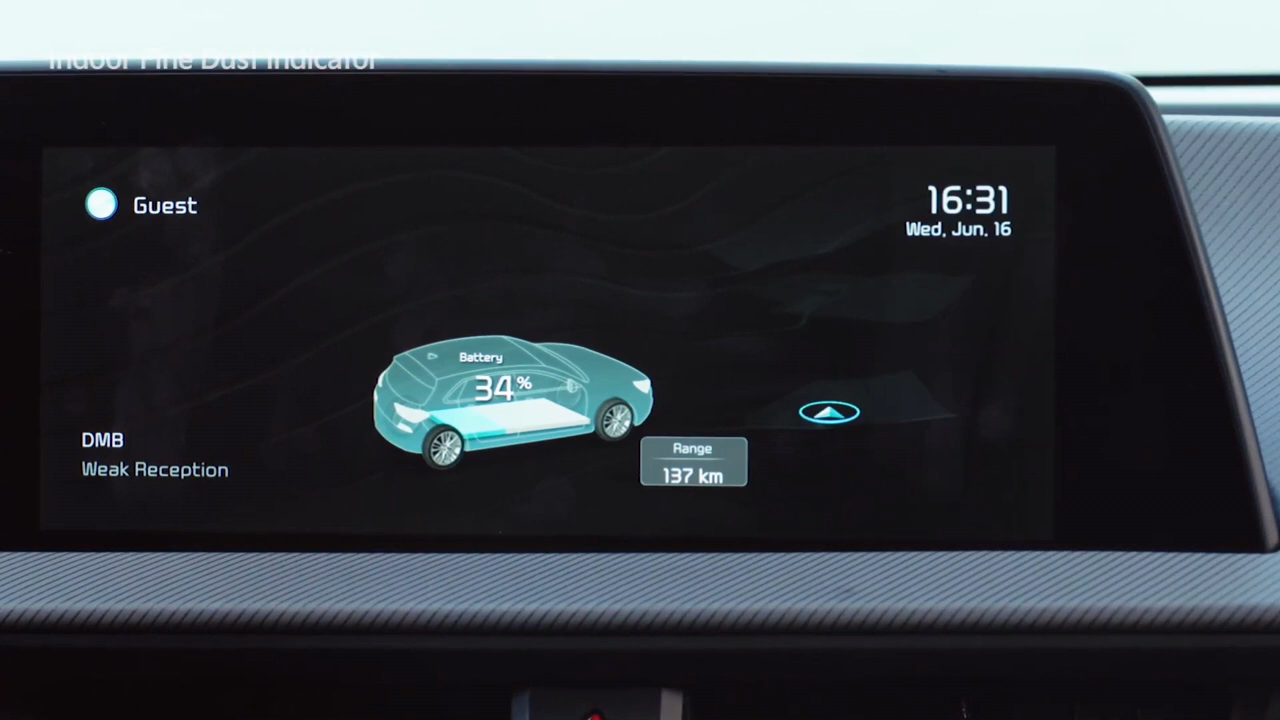 Indoor Fine Dust Indicator
Guest
16:31
Wed, Jun. 16
Battery
34%
DMB
Weak Reception
Range
137 km